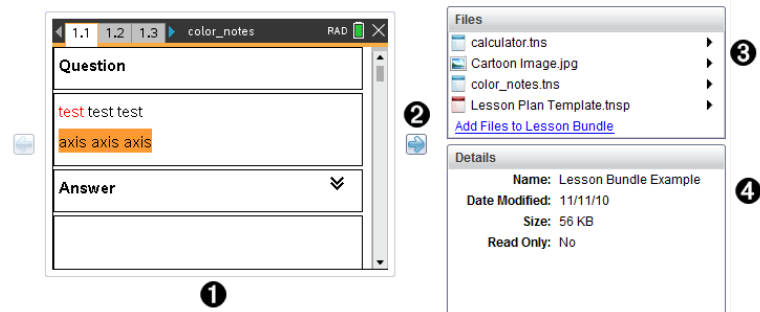 1.1 1.2 1.3 color_notes RAD
Question
test test test
axis axis axis
Answer
1
2
Files
calculator.tns
Cartoon Image.jpg
color_notes.tns
Lesson Plan Template.tnsp
Add Files to Lesson Bundle
3
Details
Name: Lesson Bundle Example
Date Modified: 11/11/10
Size: 56 KB
Read Only: No
4